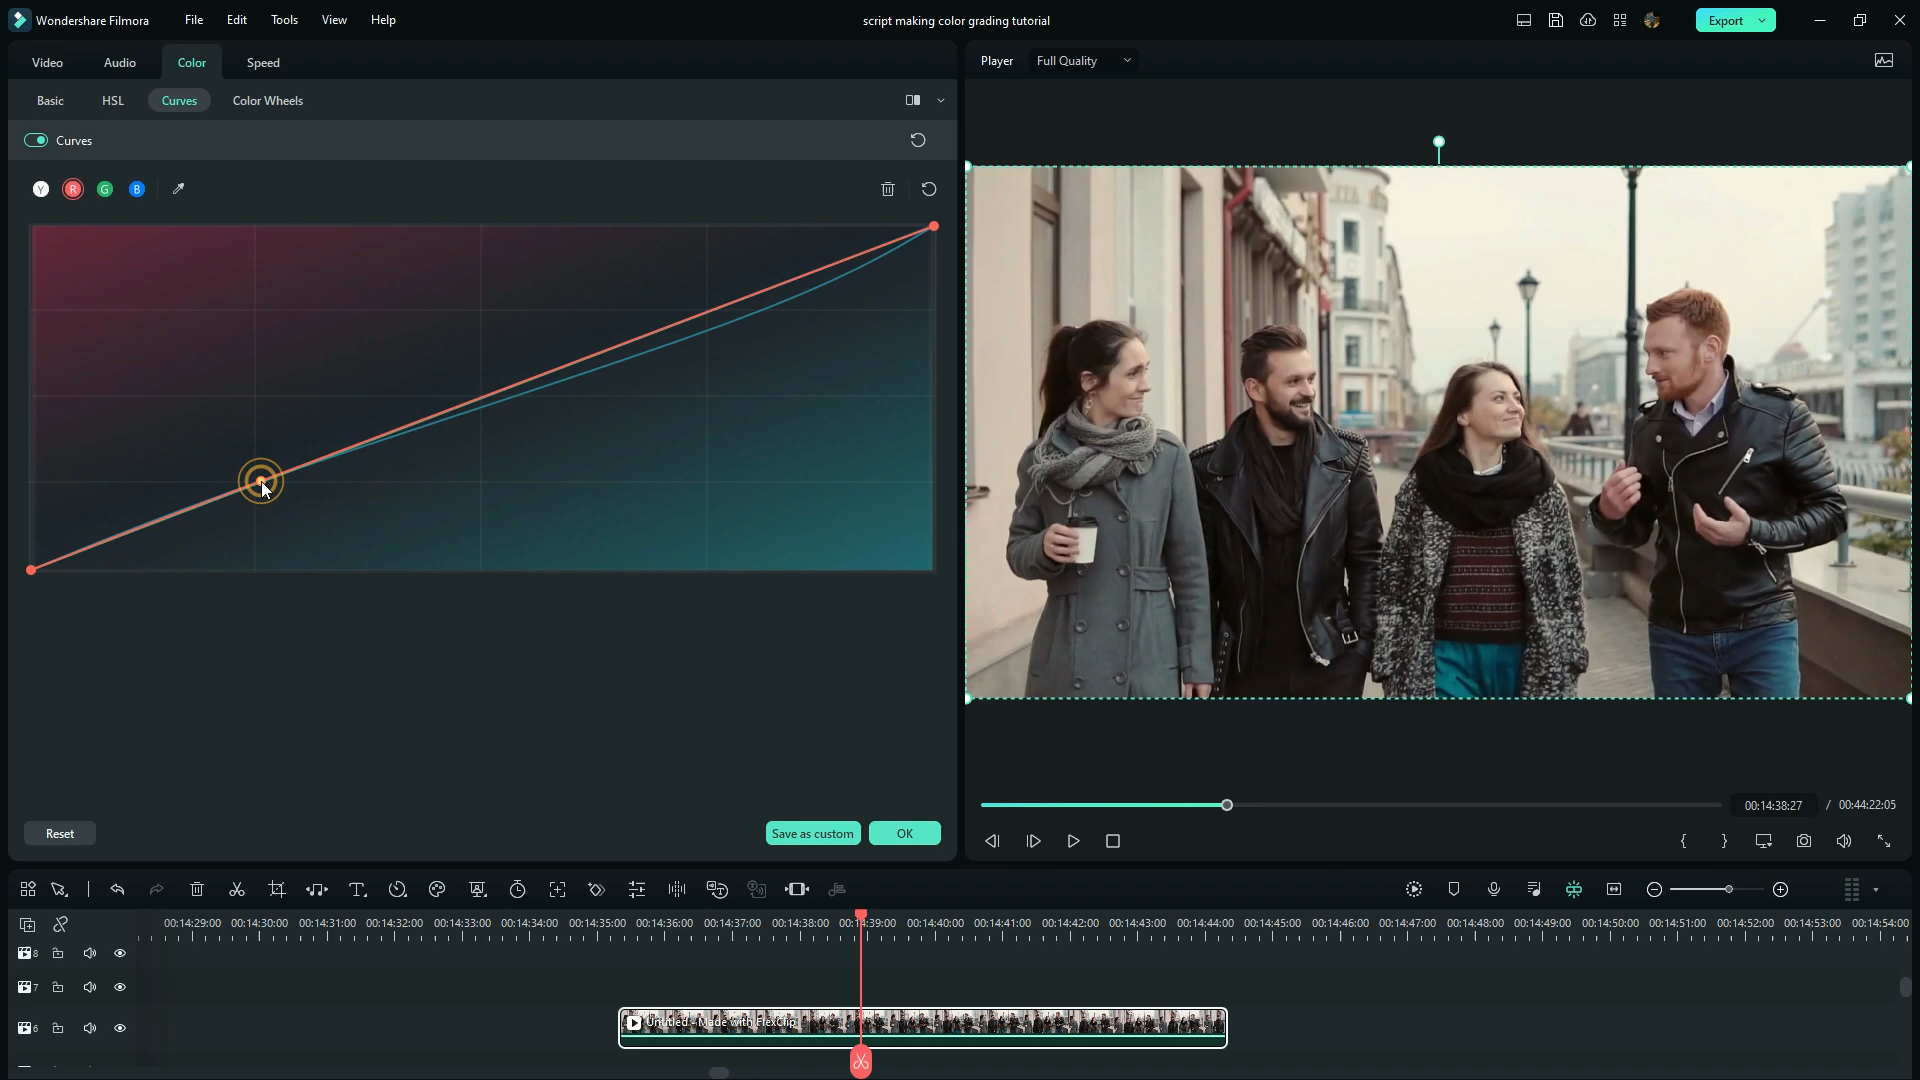 Wondershare Filmora File Edit Tools View Help script making color grading tutorial Export
Video Audio Color Speed
Player Full Quality
Basic HSL Curves Color Wheels
Curves
Y R G B
Reset Save as custom OK
00:14:38:27 / 00:44:22:05
00:14:29:00 00:14:30:00 00:14:31:00 00:14:32:00 00:14:33:00 00:14:34:00 00:14:35:00 00:14:36:00 00:14:37:00 00:14:38:00 00:14:39:00 00:14:40:00 00:14:41:00 00:14:42:00 00:14:43:00 00:14:44:00 00:14:45:00 00:14:46:00 00:14:47:00 00:14:48:00 00:14:49:00 00:14:50:00 00:14:51:00 00:14:52:00 00:14:53:00 00:14:54:00
8
7
6 Untitled - Made with FlexClip